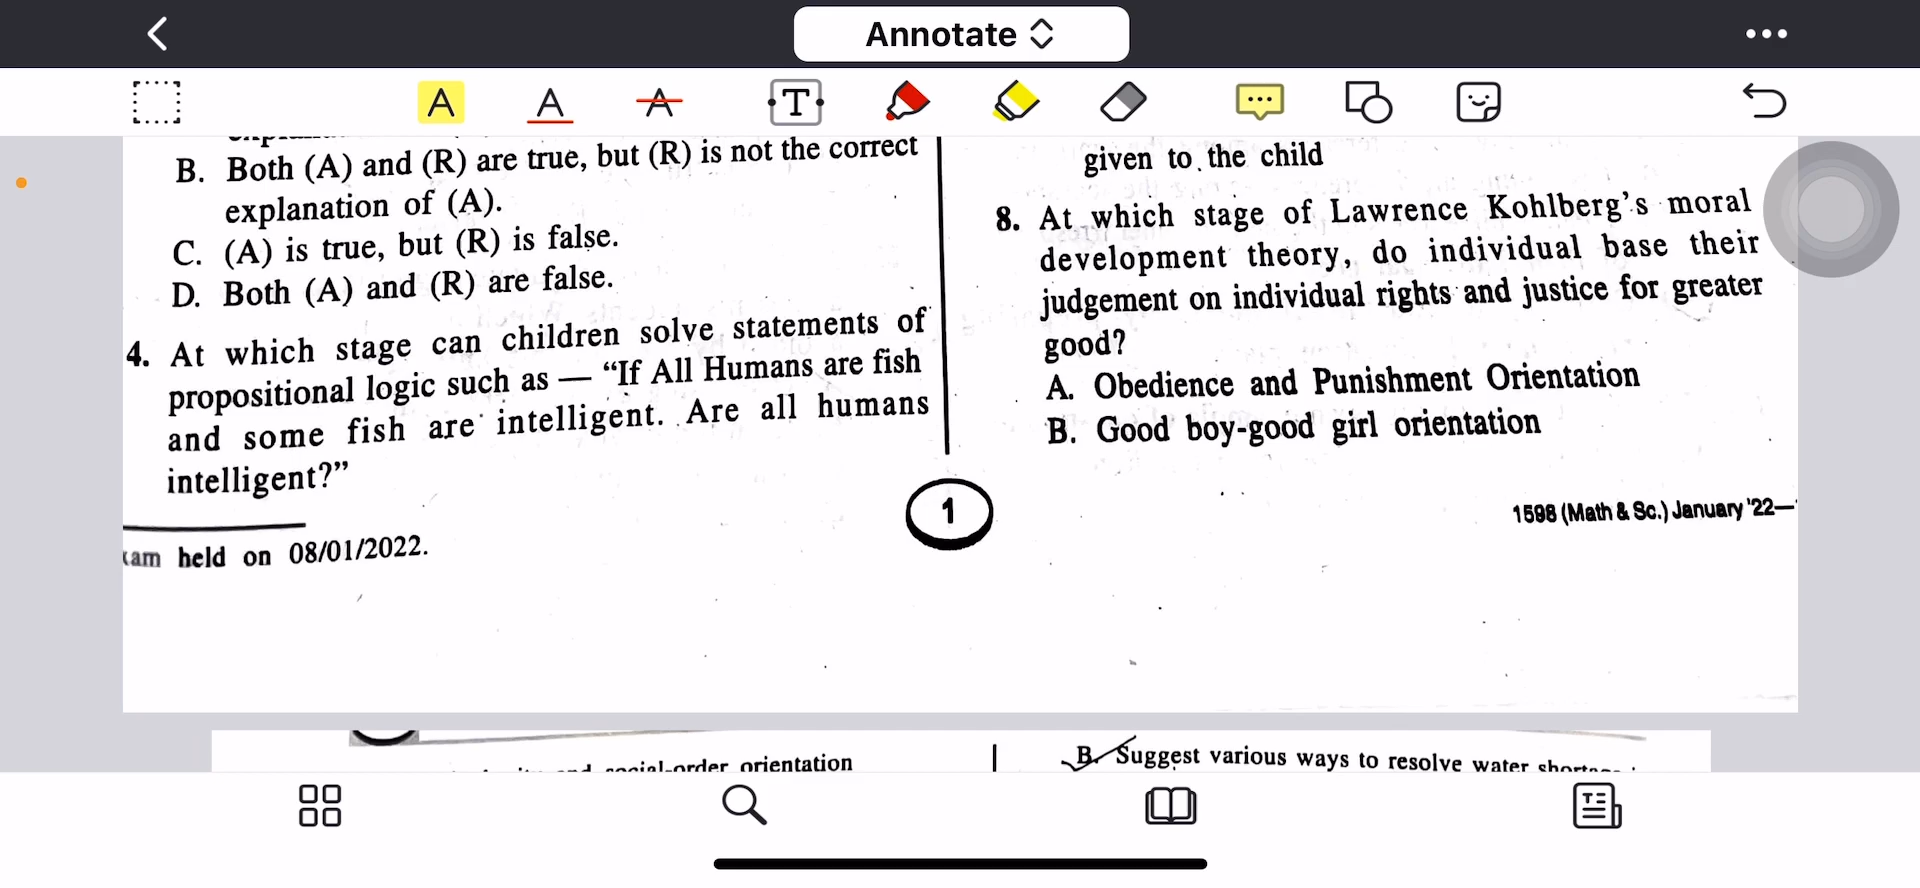 Annotate
B. Both (A) and (R) are true, but (R) is not the correct
explanation of (A).
C. (A) is true, but (R) is false.
D. Both (A) and (R) are false.
4. At which stage can children solve statements of
propositional logic such as — “If All Humans are fish
and some fish are intelligent. Are all humans
intelligent?”
held on 08/01/2022.
1
given to the child
8. At which stage of Lawrence Kohlberg’s moral
development theory, do individual base their
judgement on individual rights and justice for greater
good?
A. Obedience and Punishment Orientation
B. Good boy-good girl orientation
1598 (Math & Sc.) January '22—
orientation
B. Suggest various ways to resolve water